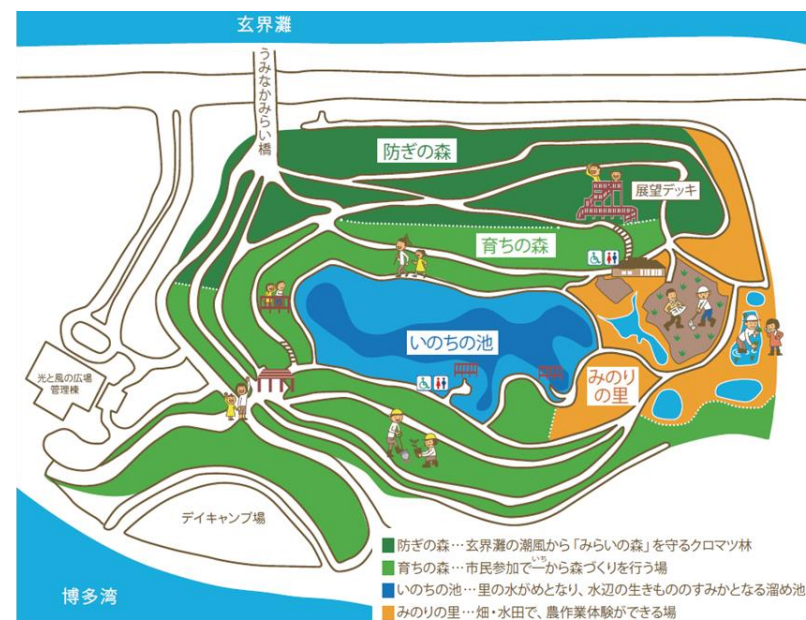 玄界灘
うみなかみらい橋
防ぎの森
展望デッキ
育ちの森
いのちの池
みのり
の里
光と風の広場
管理棟
デイキャンプ場
博多湾
防ぎの森…玄界灘の潮風から「みらいの森」を守るクロマツ林
いち
育ちの森…市民参加で一から森づくりを行う場
いのちの池…里の水がめとなり、水辺の生きもののすみかとなる溜め池
みのりの里…畑・水田で、農作業体験ができる場